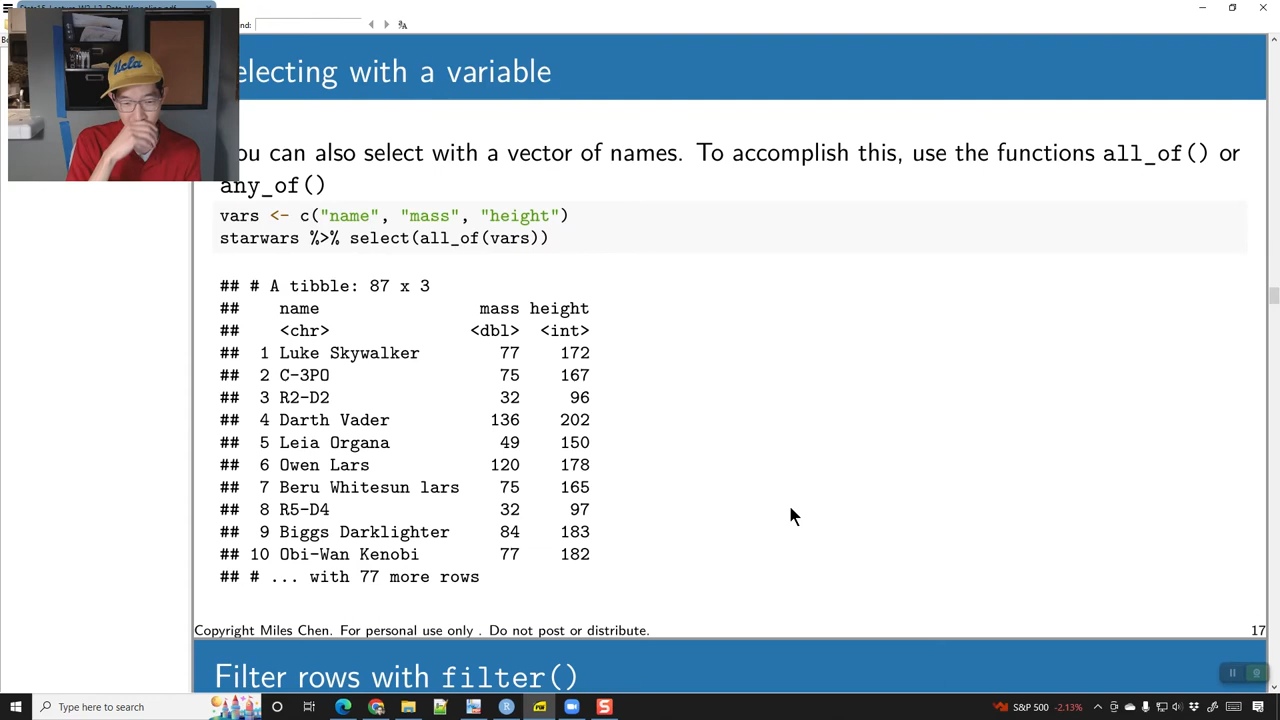 nd:
Ucla
electing with a variable
ou can also select with a vector of names. To accomplish this, use the functions all_of() or
any_of()
vars <- c("name", "mass", "height")
starwars %>% select(all_of(vars))
## # A tibble: 87 x 3
## name mass height
## <chr> <dbl> <int>
## 1 Luke Skywalker 77 172
## 2 C-3PO 75 167
## 3 R2-D2 32 96
## 4 Darth Vader 136 202
## 5 Leia Organa 49 150
## 6 Owen Lars 120 178
## 7 Beru Whitesun lars 75 165
## 8 R5-D4 32 97
## 9 Biggs Darklighter 84 183
## 10 Obi-Wan Kenobi 77 182
## # ... with 77 more rows
Copyright Miles Chen. For personal use only . Do not post or distribute. 17
Filter rows with filter()
Type here to search
S&P 500 -2.13%